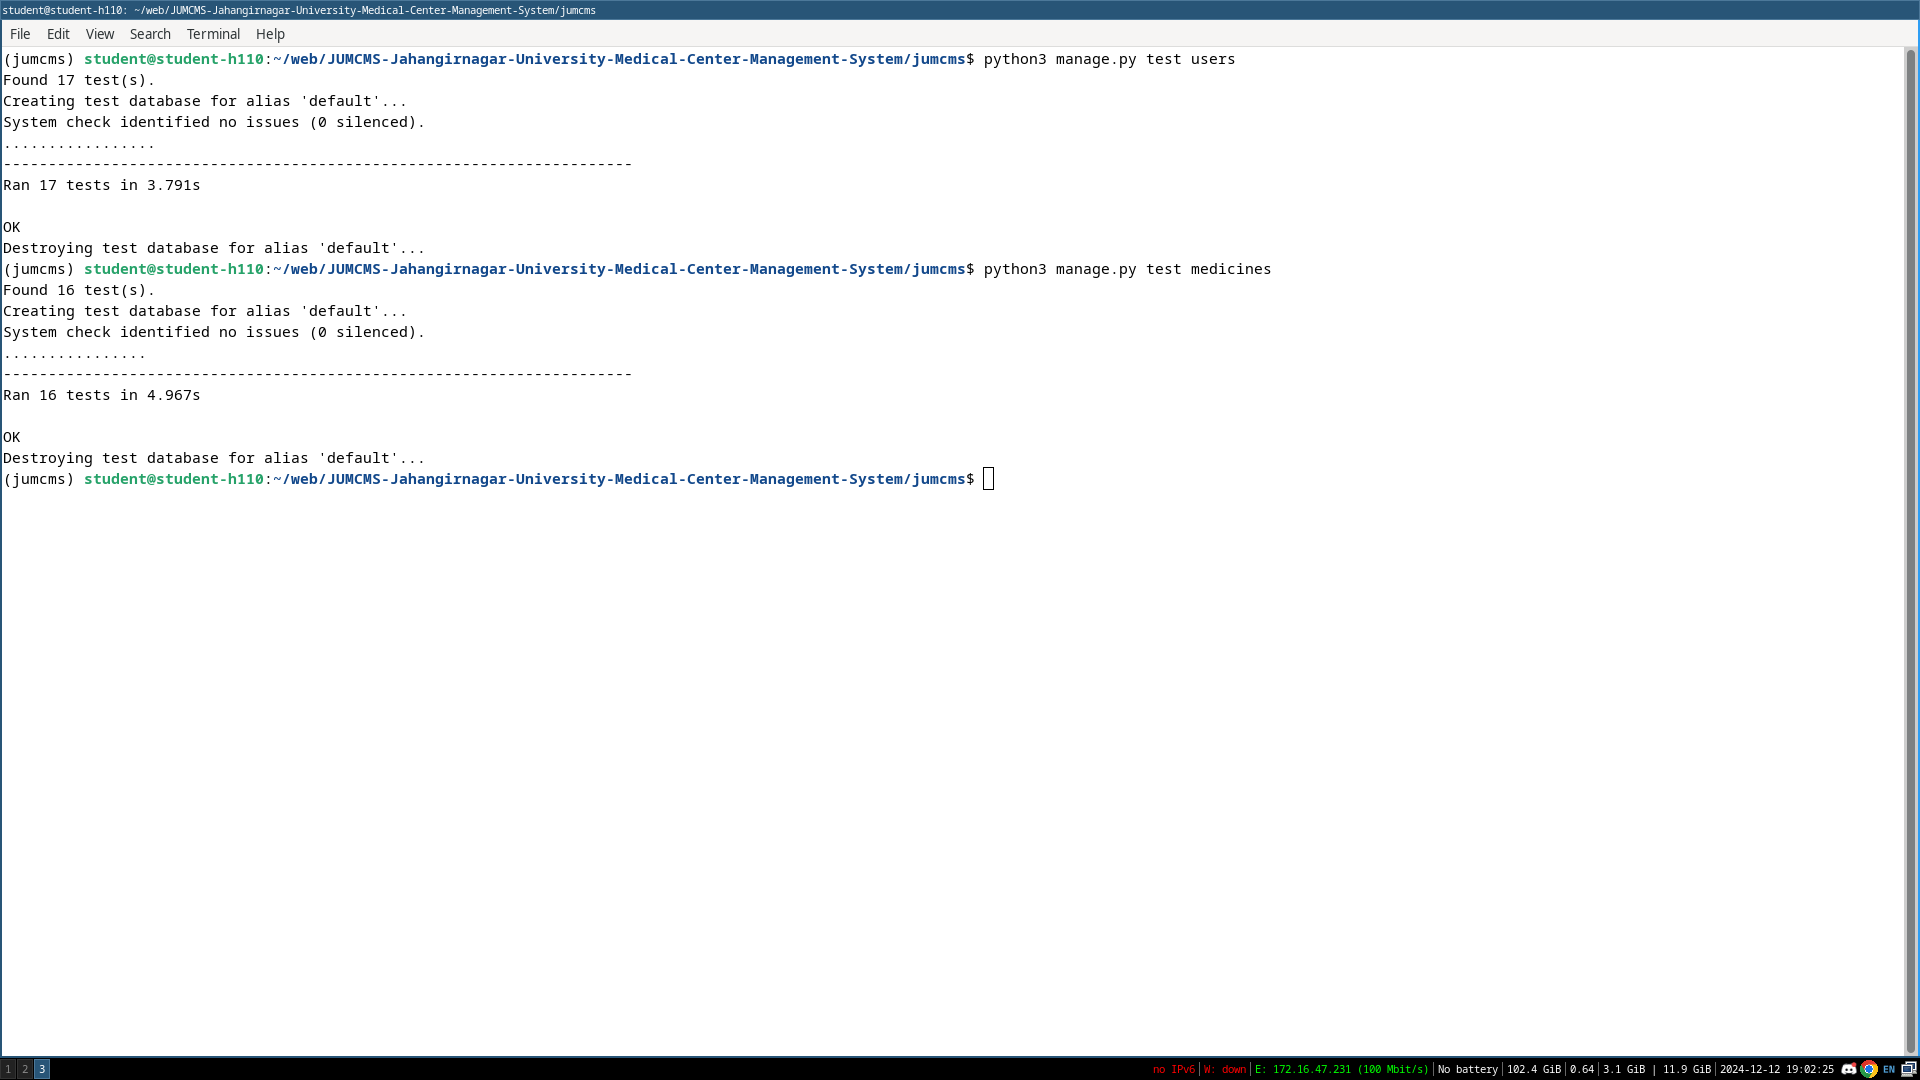 student@student-h110: ~/web/JUMCMS-Jahangirnagar-University-Medical-Center-Management-System/jumcms
File Edit View Search Terminal Help
(jumcms) student@student-h110:~/web/JUMCMS-Jahangirnagar-University-Medical-Center-Management-System/jumcms$ python3 manage.py test users
Found 17 test(s).
Creating test database for alias 'default'...
System check identified no issues (0 silenced).
.................
----------------------------------------------------------------------
Ran 17 tests in 3.791s
OK
Destroying test database for alias 'default'...
(jumcms) student@student-h110:~/web/JUMCMS-Jahangirnagar-University-Medical-Center-Management-System/jumcms$ python3 manage.py test medicines
Found 16 test(s).
Creating test database for alias 'default'...
System check identified no issues (0 silenced).
................
----------------------------------------------------------------------
Ran 16 tests in 4.967s
OK
Destroying test database for alias 'default'...
(jumcms) student@student-h110:~/web/JUMCMS-Jahangirnagar-University-Medical-Center-Management-System/jumcms$
1 2 3 no IPv6 | W: down | E: 172.16.47.231 (100 Mbit/s) | No battery | 102.4 GiB | 0.64 | 3.1 GiB | 11.9 GiB | 2024-12-12 19:02:25 EN